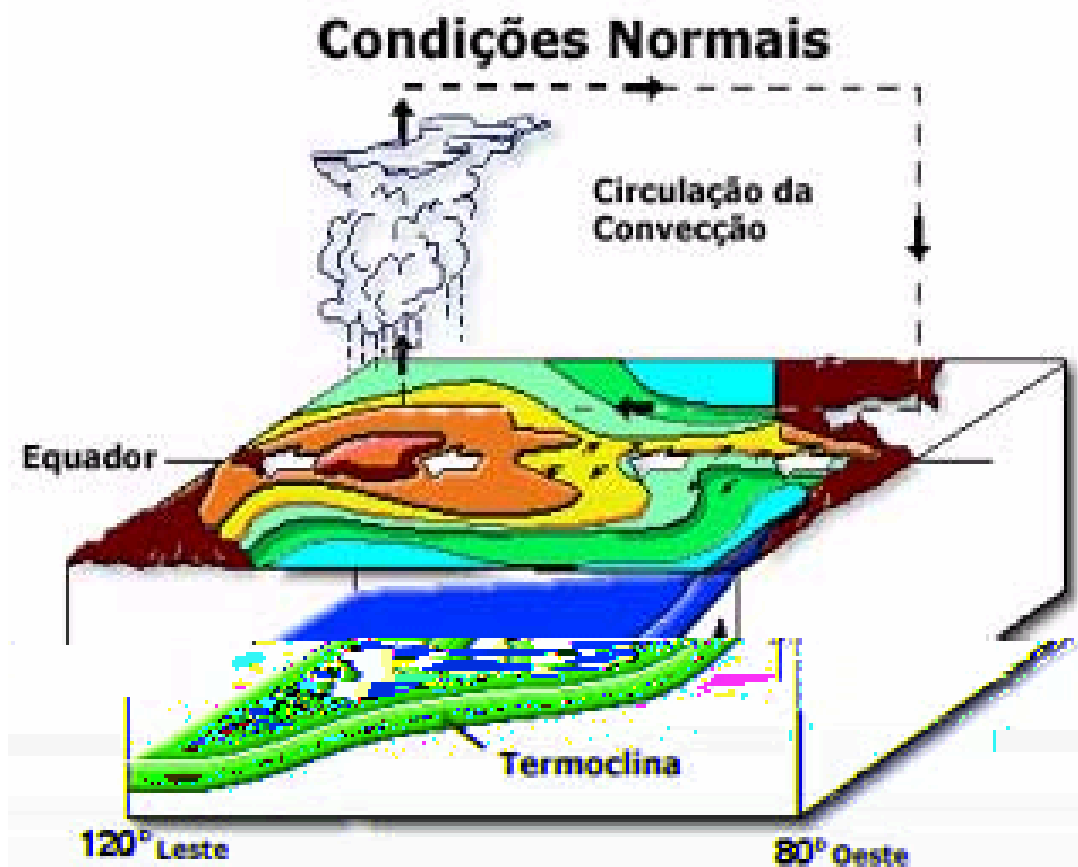 Condições Normais
Circulação da
Convecção
Equador
Termoclina
120° Leste
80° Oeste